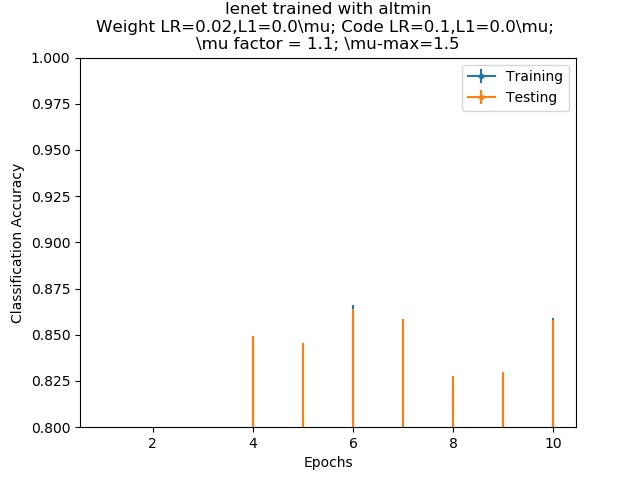 lenet trained with altmin
Weight LR=0.02,L1=0.0\mu; Code LR=0.1,L1=0.0\mu;
\mu factor = 1.1; \mu-max=1.5
Training
Testing
Classification Accuracy
1.000
0.975
0.950
0.925
0.900
0.875
0.850
0.825
0.800
2 4 6 8 10
Epochs